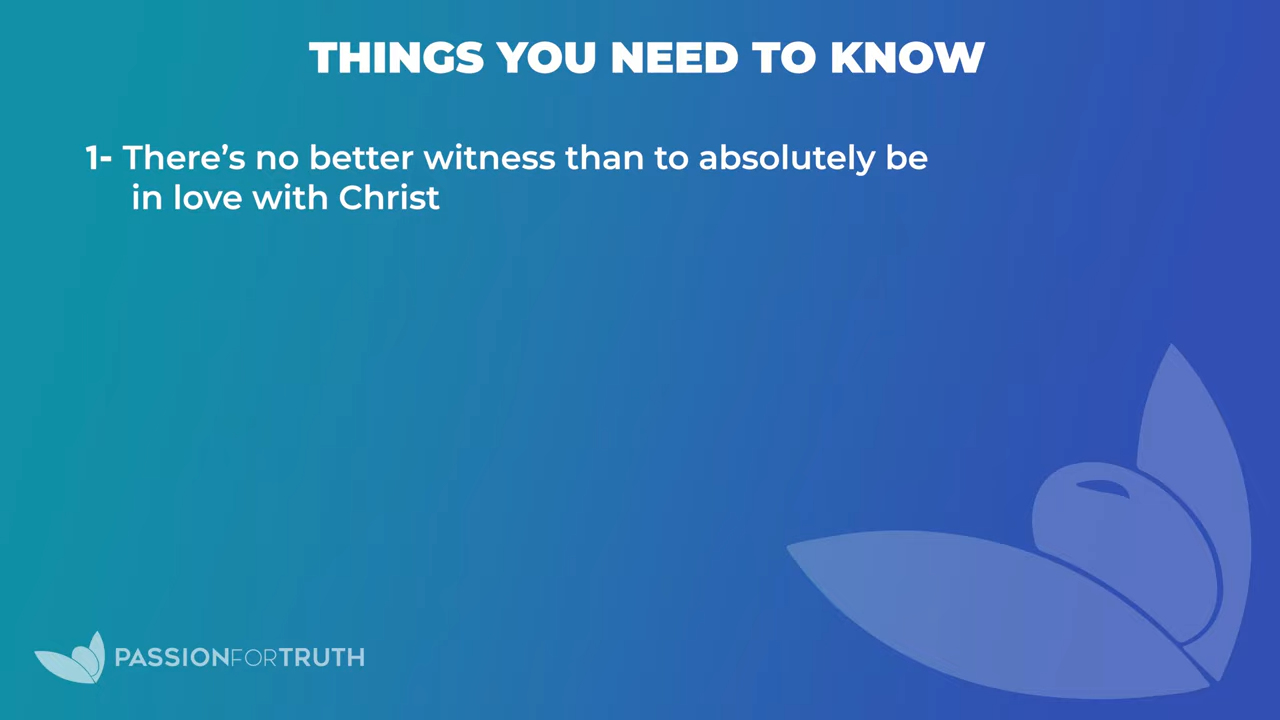 THINGS YOU NEED TO KNOW
1- There’s no better witness than to absolutely be
in love with Christ
PASSIONFORTRUTH